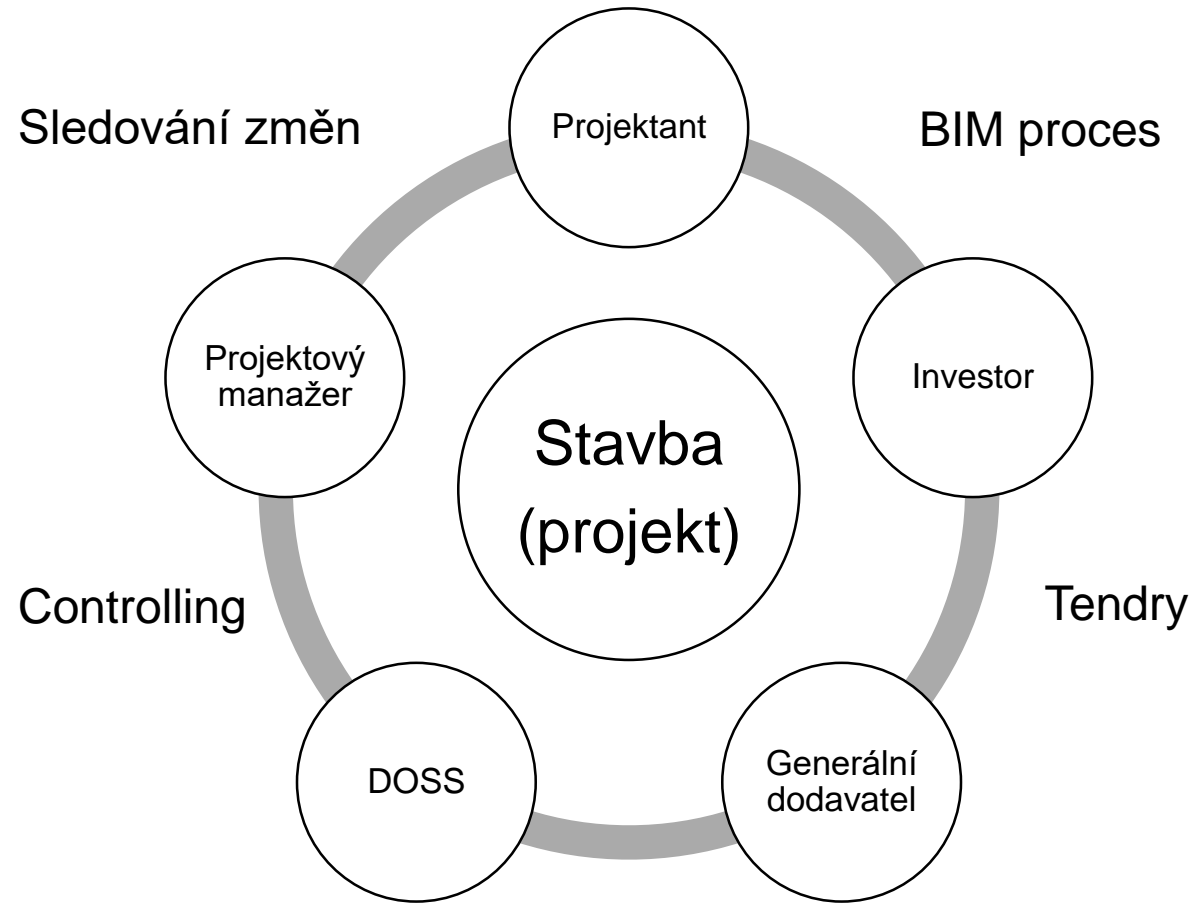 Projektant
Sledování změn
BIM proces
Projektový
manažer
Investor
Stavba
(projekt)
Controlling
Tendry
DOSS
Generální
dodavatel